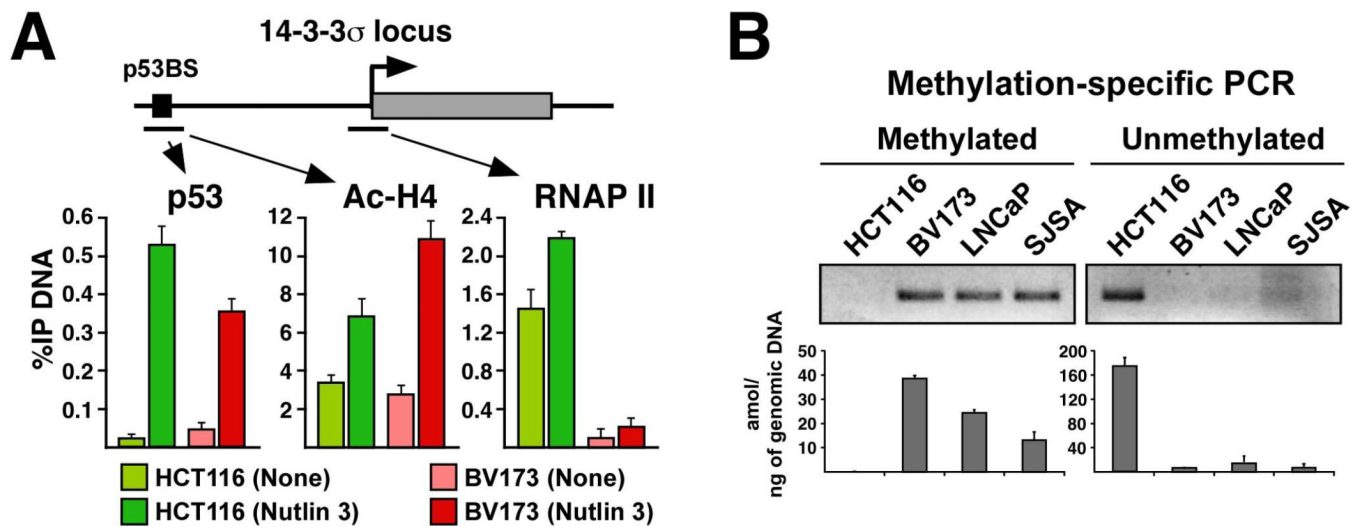 A
14-3-3σ locus
p53BS
p53
Ac-H4
RNAP II
%IP DNA
0.6
0.5
0.4
0.3
0.2
0.1
12
10
8
6
4
2
2.4
2.0
1.6
1.2
0.8
0.4
HCT116 (None)
BV173 (None)
HCT116 (Nutlin 3)
BV173 (Nutlin 3)
B
Methylation-specific PCR
Methylated
Unmethylated
HCT116
BV173
LNCaP
SJSA
HCT116
BV173
LNCaP
SJSA
amol/
ng of genomic DNA
50
40
30
20
10
200
160
120
80
40